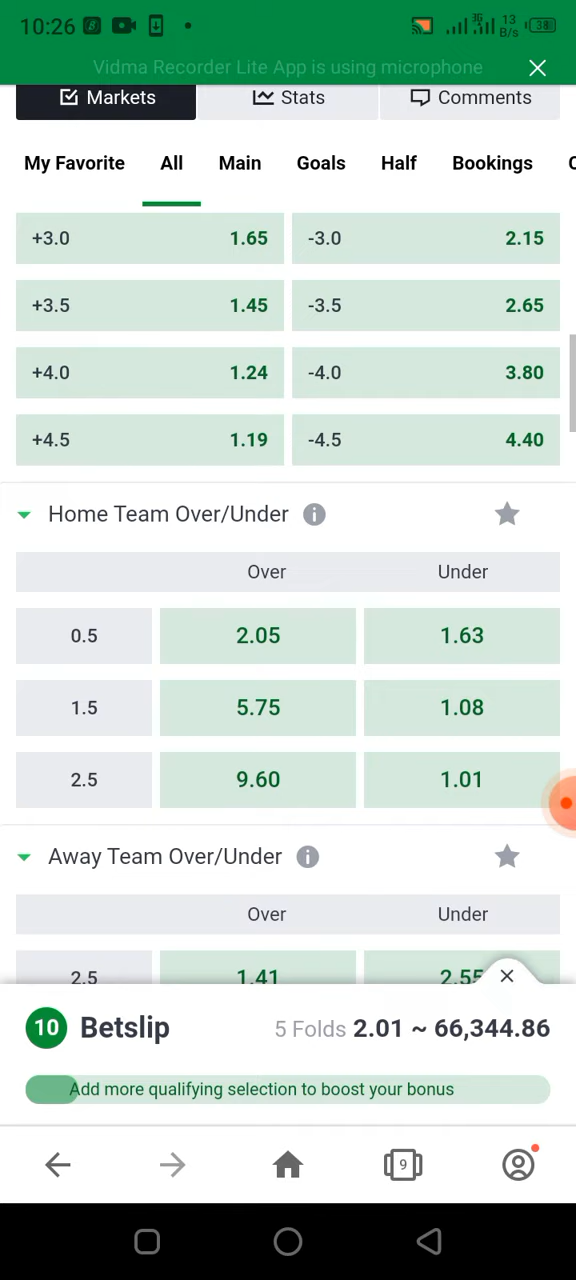 10:26 3G 13 B/s 38
Vidma Recorder Lite App is using microphone
Markets Stats Comments
My Favorite All Main Goals Half Bookings C
+3.0 1.65 -3.0 2.15
+3.5 1.45 -3.5 2.65
+4.0 1.24 -4.0 3.80
+4.5 1.19 -4.5 4.40
Home Team Over/Under
Over Under
0.5 2.05 1.63
1.5 5.75 1.08
2.5 9.60 1.01
Away Team Over/Under
Over Under
2.5 1.41 2.55
10 Betslip 5 Folds 2.01 ~ 66,344.86
Add more qualifying selection to boost your bonus
9